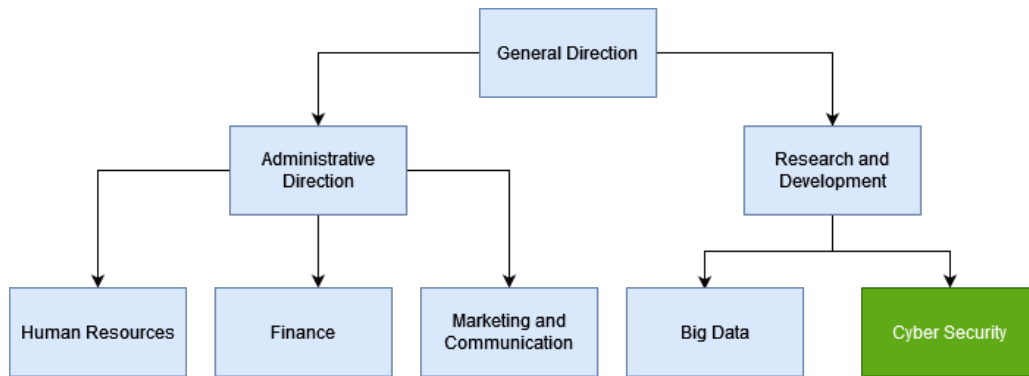 General Direction
Administrative
Direction
Research and
Development
Human Resources
Finance
Marketing and
Communication
Big Data
Cyber Security